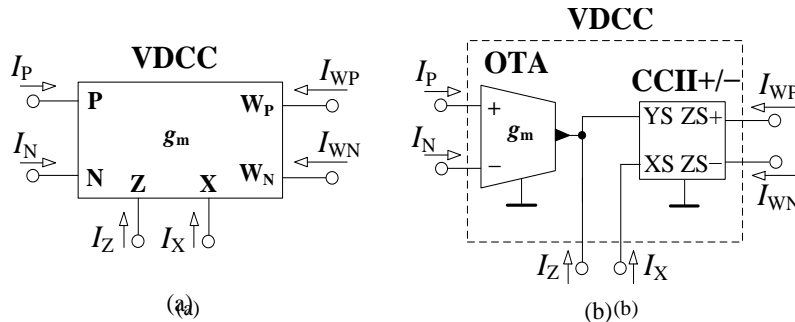 VDCC
I_P
P
W_P
I_WP
g_m
I_N
N
Z
X
W_N
I_WN
I_Z
I_X
(a)
(a)
VDCC
OTA
CCII+/−
I_P
+
g_m
I_N
−
YS ZS+
XS ZS−
I_WP
I_WN
I_Z
I_X
(b)
(b)